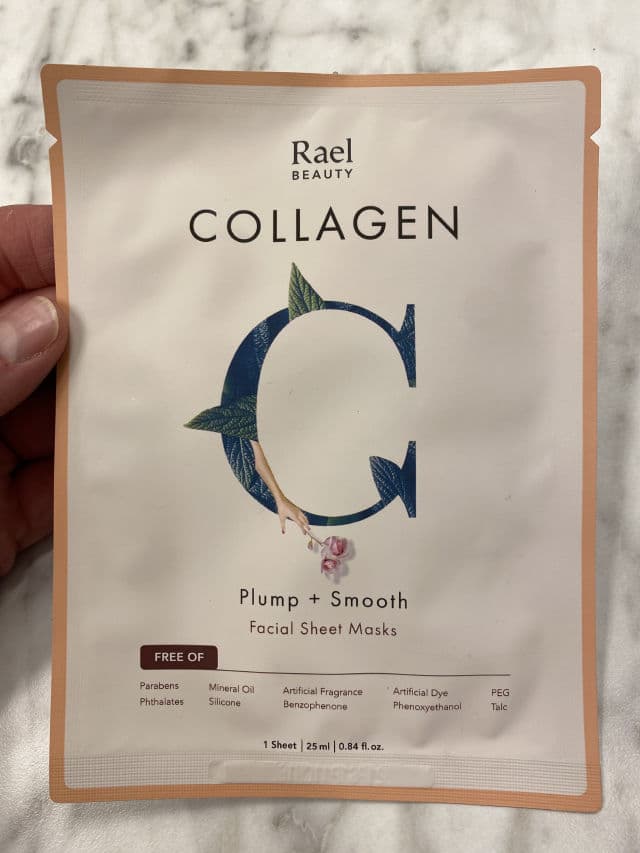 Rael
BEAUTY
COLLAGEN
Plump + Smooth
Facial Sheet Masks
FREE OF
Parabens Mineral Oil Artificial Fragrance Artificial Dye PEG
Phthalates Silicone Benzophenone Phenoxyethanol Talc
1 Sheet | 25 ml | 0.84 fl. oz.